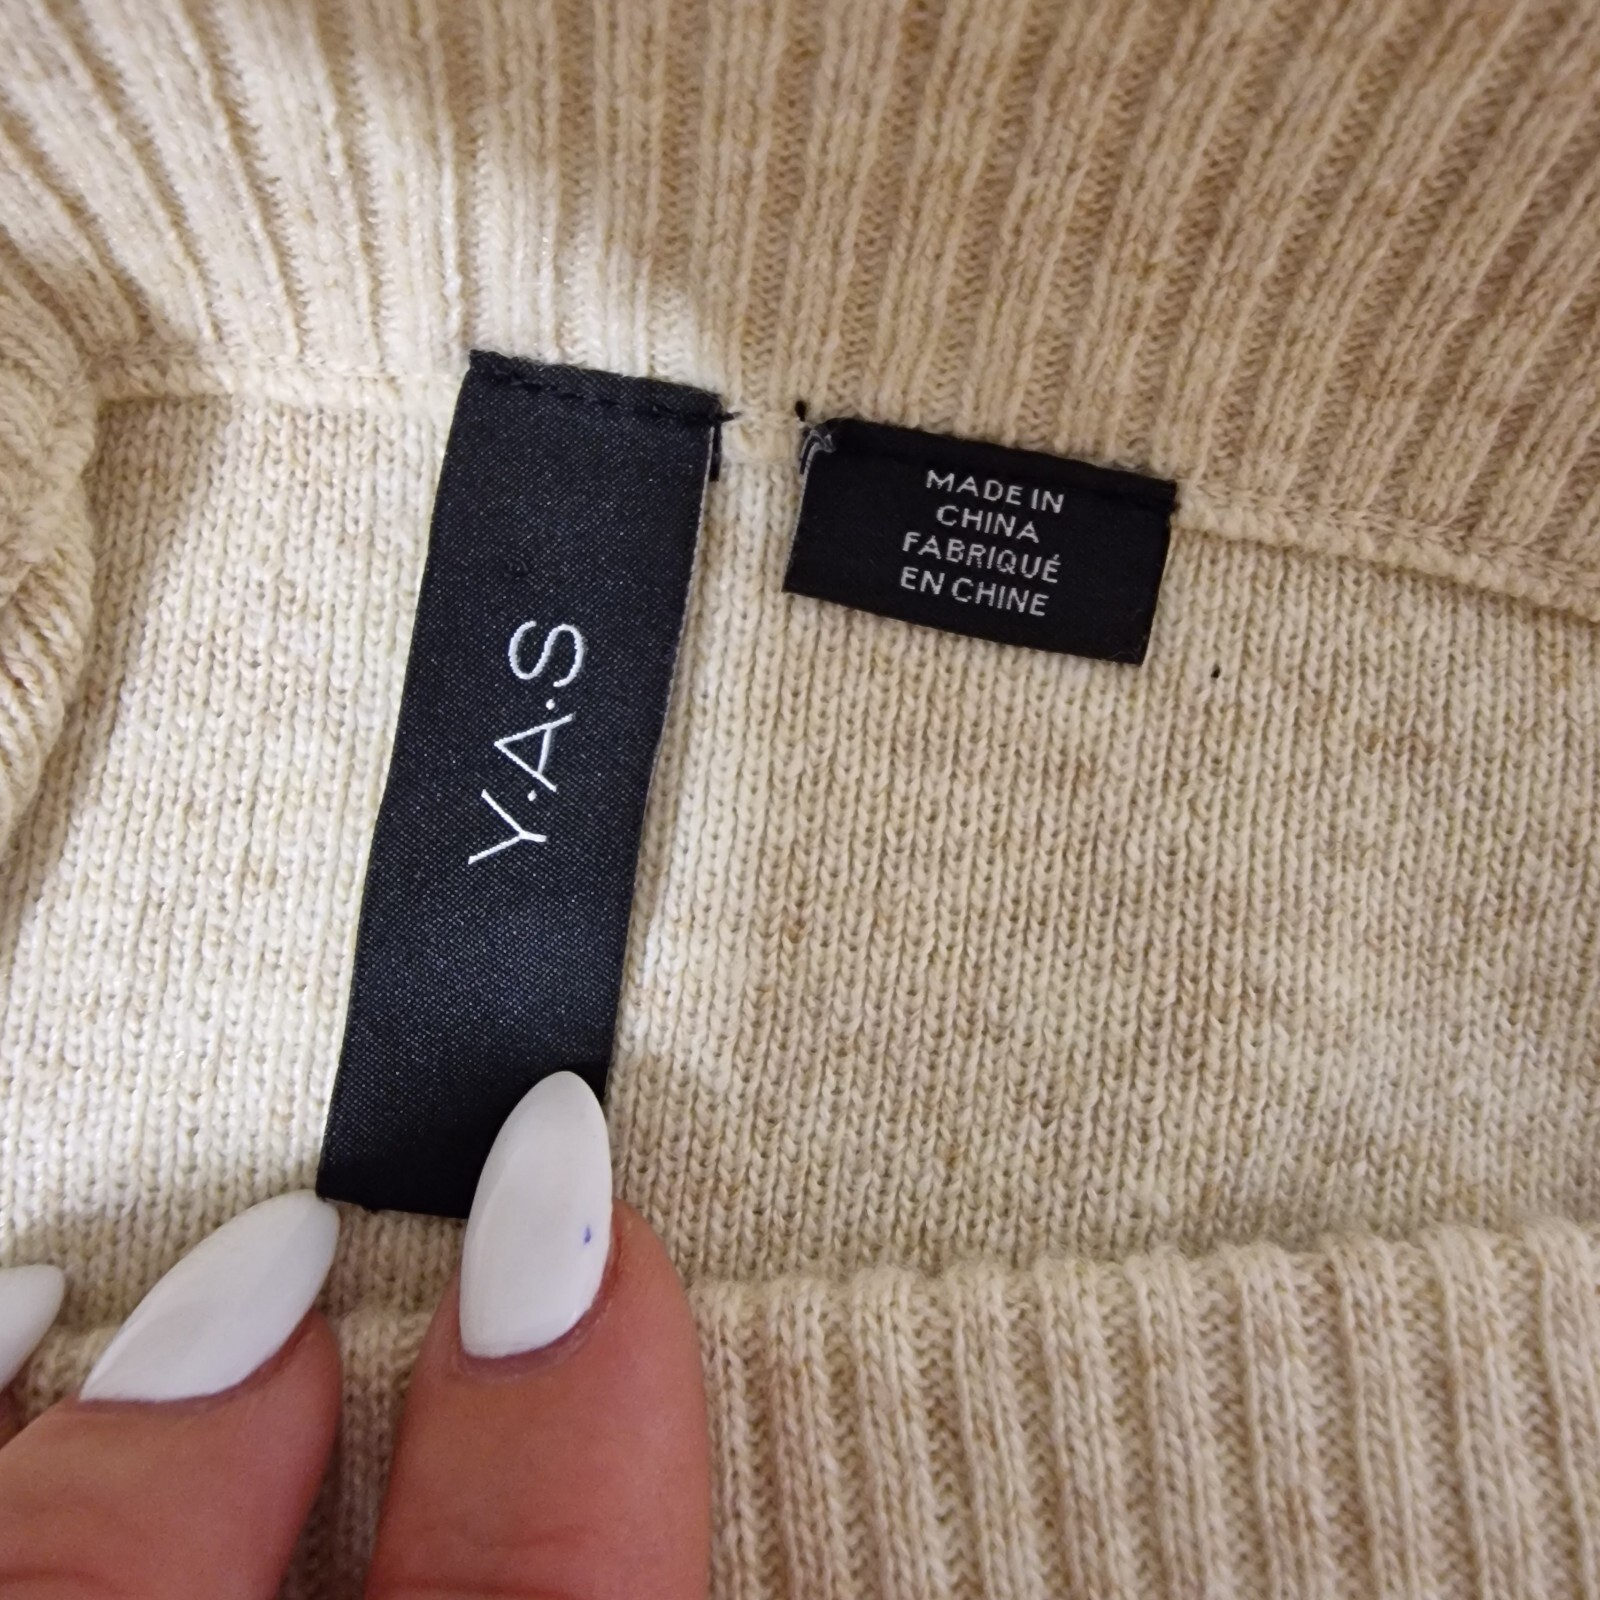 Y.A.S
MADE IN
CHINA
FABRIQUÉ
EN CHINE